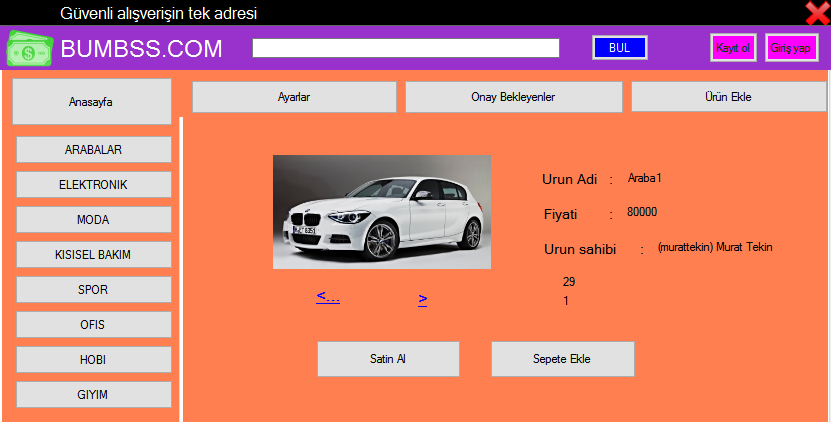 Güvenli alışverişin tek adresi
BUMBSS.COM
BUL
Kayıt ol
Giriş yap
Anasayfa
Ayarlar
Onay Bekleyenler
Ürün Ekle
ARABALAR
ELEKTRONIK
MODA
KISISEL BAKIM
SPOR
OFIS
HOBI
GIYIM
Urun Adi : Araba1
Fiyati : 80000
Urun sahibi : (murattekin) Murat Tekin
29
1
<... >
Satin Al
Sepete Ekle